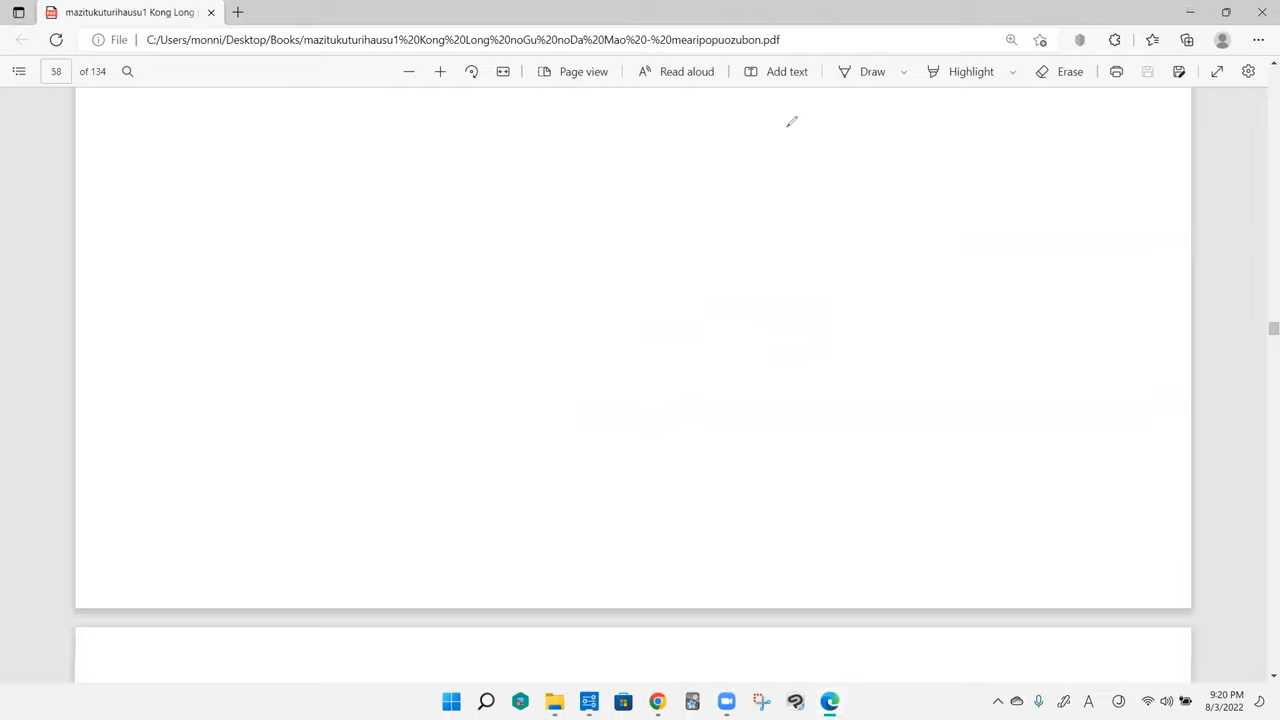 mazitukuturihausu1 Kong Long
File
C:/Users/monni/Desktop/Books/mazitukuturihausu1%20Kong%20Long%20noGu%20noDa%20Mao%20-%20mearipopuozubon.pdf
58 of 134
Page view
Read aloud
Add text
Draw
Highlight
Erase
9:20 PM
8/3/2022